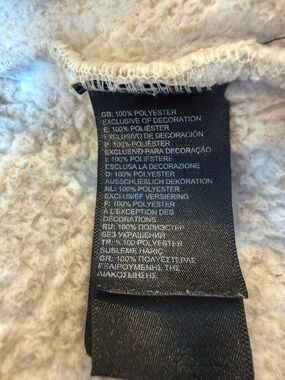 GB: 100% POLYESTER
EXCLUSIVE OF DECORATION
E: 100% POLIÉSTER
EXCLUSIVO DE DECORACIÓN
P: 100% POLIÉSTER
EXCLUSIVO PARA DECORAÇÃO
I: 100% POLIESTERE
ESCLUSA LA DECORAZIONE
D: 100% POLYESTER
AUSSCHLIEßLICH DEKORATION
NL: 100% POLYESTER
EXCLUSIEF VERSIERING
F: 100% POLYESTER
À L'EXCEPTION DES
DÉCORATIONS
RU: 100% ПОЛИЭСТЕР
БЕЗ УКРАШЕНИЙ
TR: %100 POLYESTER
SÜSLEME HARİÇ
GR: 100% ΠΟΛΥΕΣΤΕΡΑΣ
ΕΞΑΙΡΟΥΜΕΝΗΣ ΤΗΣ
ΔΙΑΚΟΣΜΗΣΗΣ